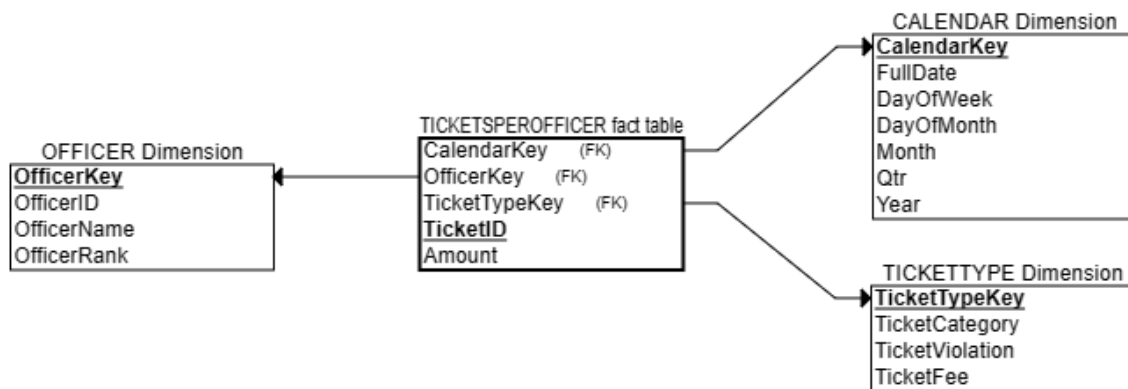 OFFICER Dimension
OfficerKey
OfficerID
OfficerName
OfficerRank
TICKETSPEROFFICER fact table
CalendarKey (FK)
OfficerKey (FK)
TicketTypeKey (FK)
TicketID
Amount
CALENDAR Dimension
CalendarKey
FullDate
DayOfWeek
DayOfMonth
Month
Qtr
Year
TICKETTYPE Dimension
TicketTypeKey
TicketCategory
TicketViolation
TicketFee